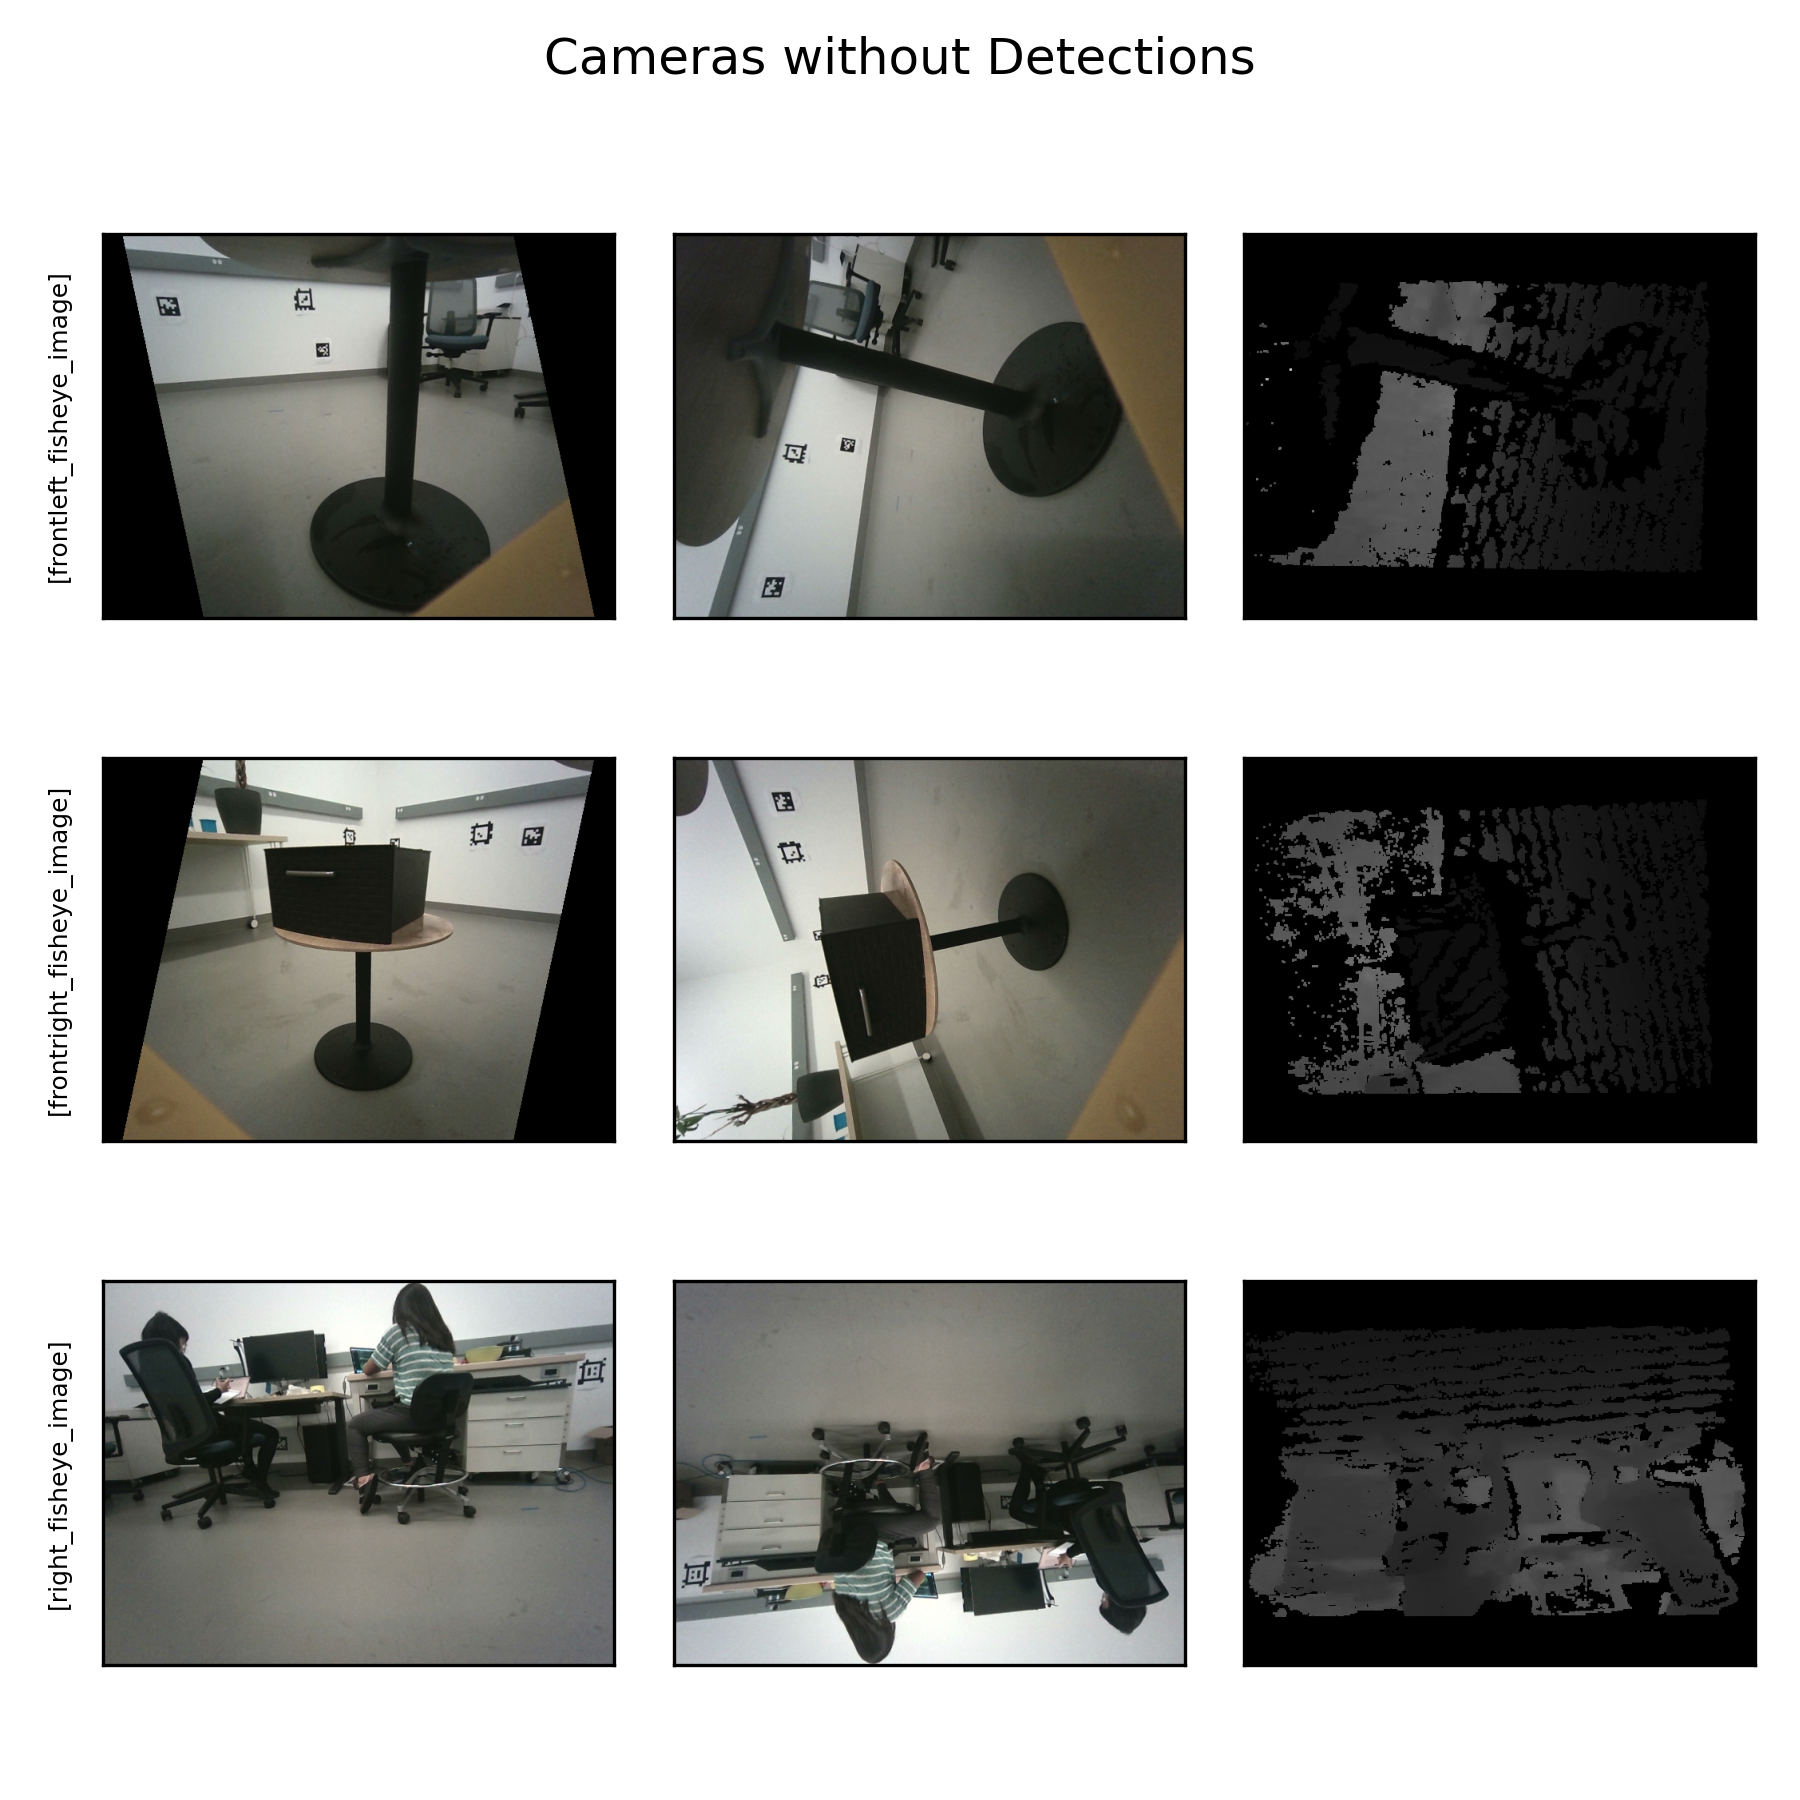 Cameras without Detections
[frontleft_fisheye_image]
[frontright_fisheye_image]
[right_fisheye_image]